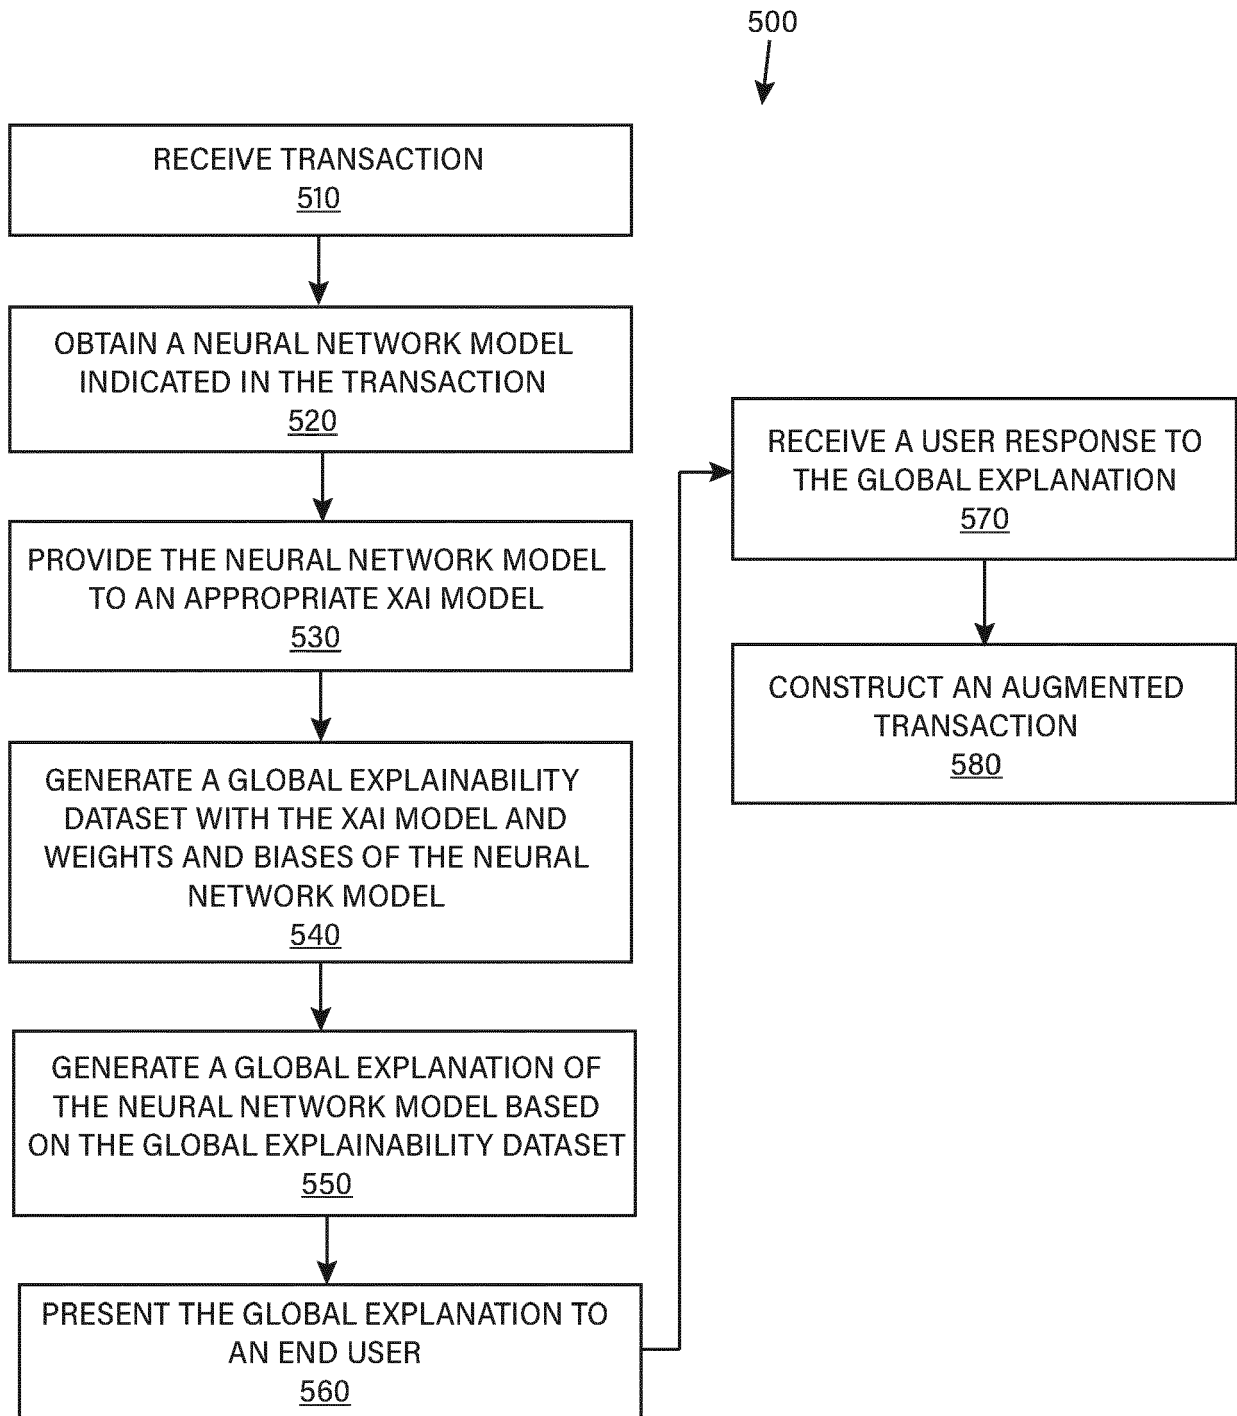 500
RECEIVE TRANSACTION
510
OBTAIN A NEURAL NETWORK MODEL
INDICATED IN THE TRANSACTION
520
PROVIDE THE NEURAL NETWORK MODEL
TO AN APPROPRIATE XAI MODEL
530
GENERATE A GLOBAL EXPLAINABILITY
DATASET WITH THE XAI MODEL AND
WEIGHTS AND BIASES OF THE NEURAL
NETWORK MODEL
540
GENERATE A GLOBAL EXPLANATION OF
THE NEURAL NETWORK MODEL BASED
ON THE GLOBAL EXPLAINABILITY DATASET
550
PRESENT THE GLOBAL EXPLANATION TO
AN END USER
560
RECEIVE A USER RESPONSE TO
THE GLOBAL EXPLANATION
570
CONSTRUCT AN AUGMENTED
TRANSACTION
580